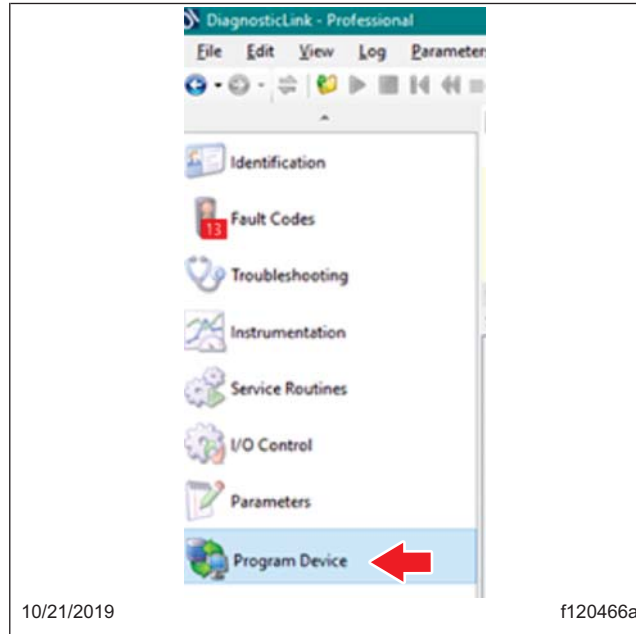 DiagnosticLink - Professional
File Edit View Log Parameters
Identification
13
Fault Codes
Troubleshooting
Instrumentation
Service Routines
I/O Control
Parameters
Program Device
10/21/2019 f120466a